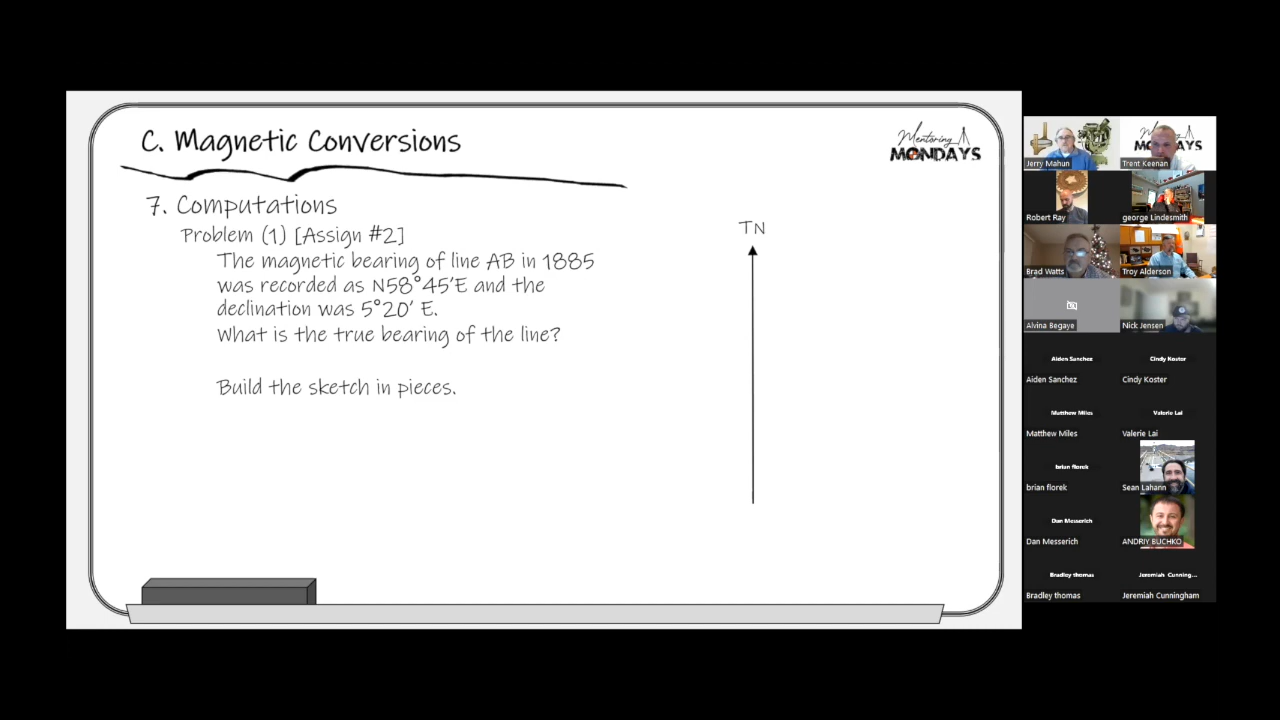 C. Magnetic Conversions
Mentoring
MONDAYS
7. Computations
Problem (1) [Assign #2]
The magnetic bearing of line AB in 1885
was recorded as N58°45'E and the
declination was 5°20' E.
What is the true bearing of the line?
Build the sketch in pieces.
TN
Jerry Mahun
Mentoring
MONDAYS
Trent Keenan
Robert Ray
george Lindesmith
Brad Watts
Troy Alderson
Alvina Begaye
Nick Jensen
Aiden Sanchez
Cindy Koster
Aiden Sanchez
Cindy Koster
Matthew Miles
Valerie Lai
Matthew Miles
Valerie Lai
brian florek
brian florek
Sean Lahann
Dan Messerich
Dan Messerich
ANDRIY BUCHKO
Bradley thomas
Jeremiah Cunning...
Bradley thomas
Jeremiah Cunningham